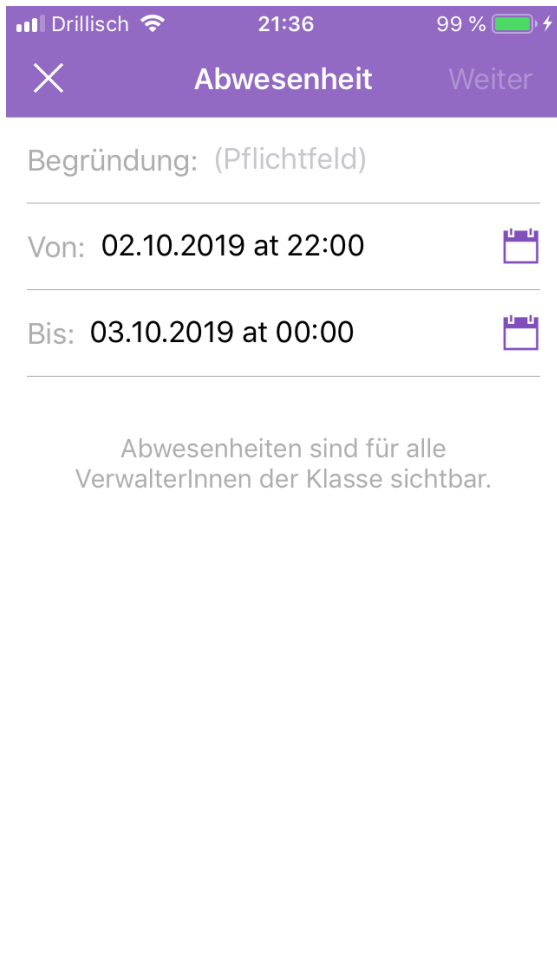 Drillisch 21:36 99 %
Abwesenheit Weiter
Begründung: (Pflichtfeld)
Von: 02.10.2019 at 22:00
Bis: 03.10.2019 at 00:00
Abwesenheiten sind für alle
VerwalterInnen der Klasse sichtbar.